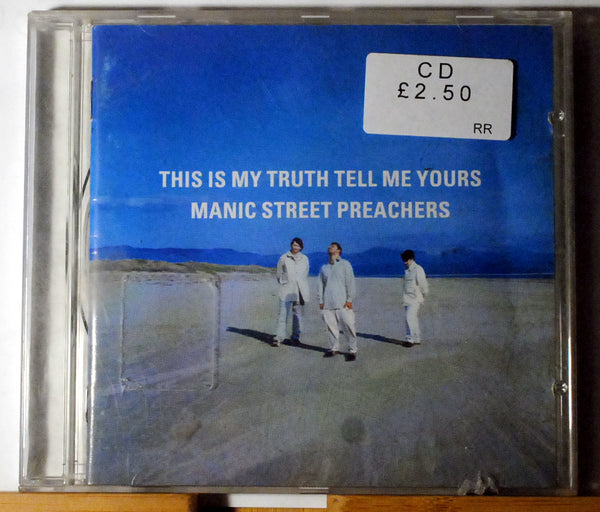 CD
£2.50
RR
THIS IS MY TRUTH TELL ME YOURS
MANIC STREET PREACHERS